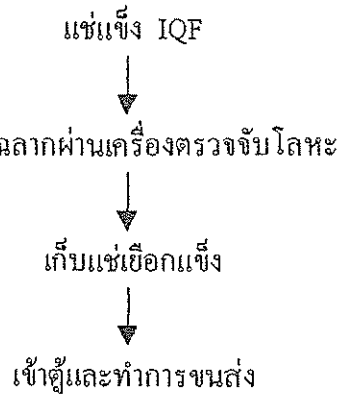 แช่แข็ง IQF
ฉลากผ่านเครื่องตรวจจับโลหะ
เก็บแช่เยือกแข็ง
เข้าตู้และทำการขนส่ง